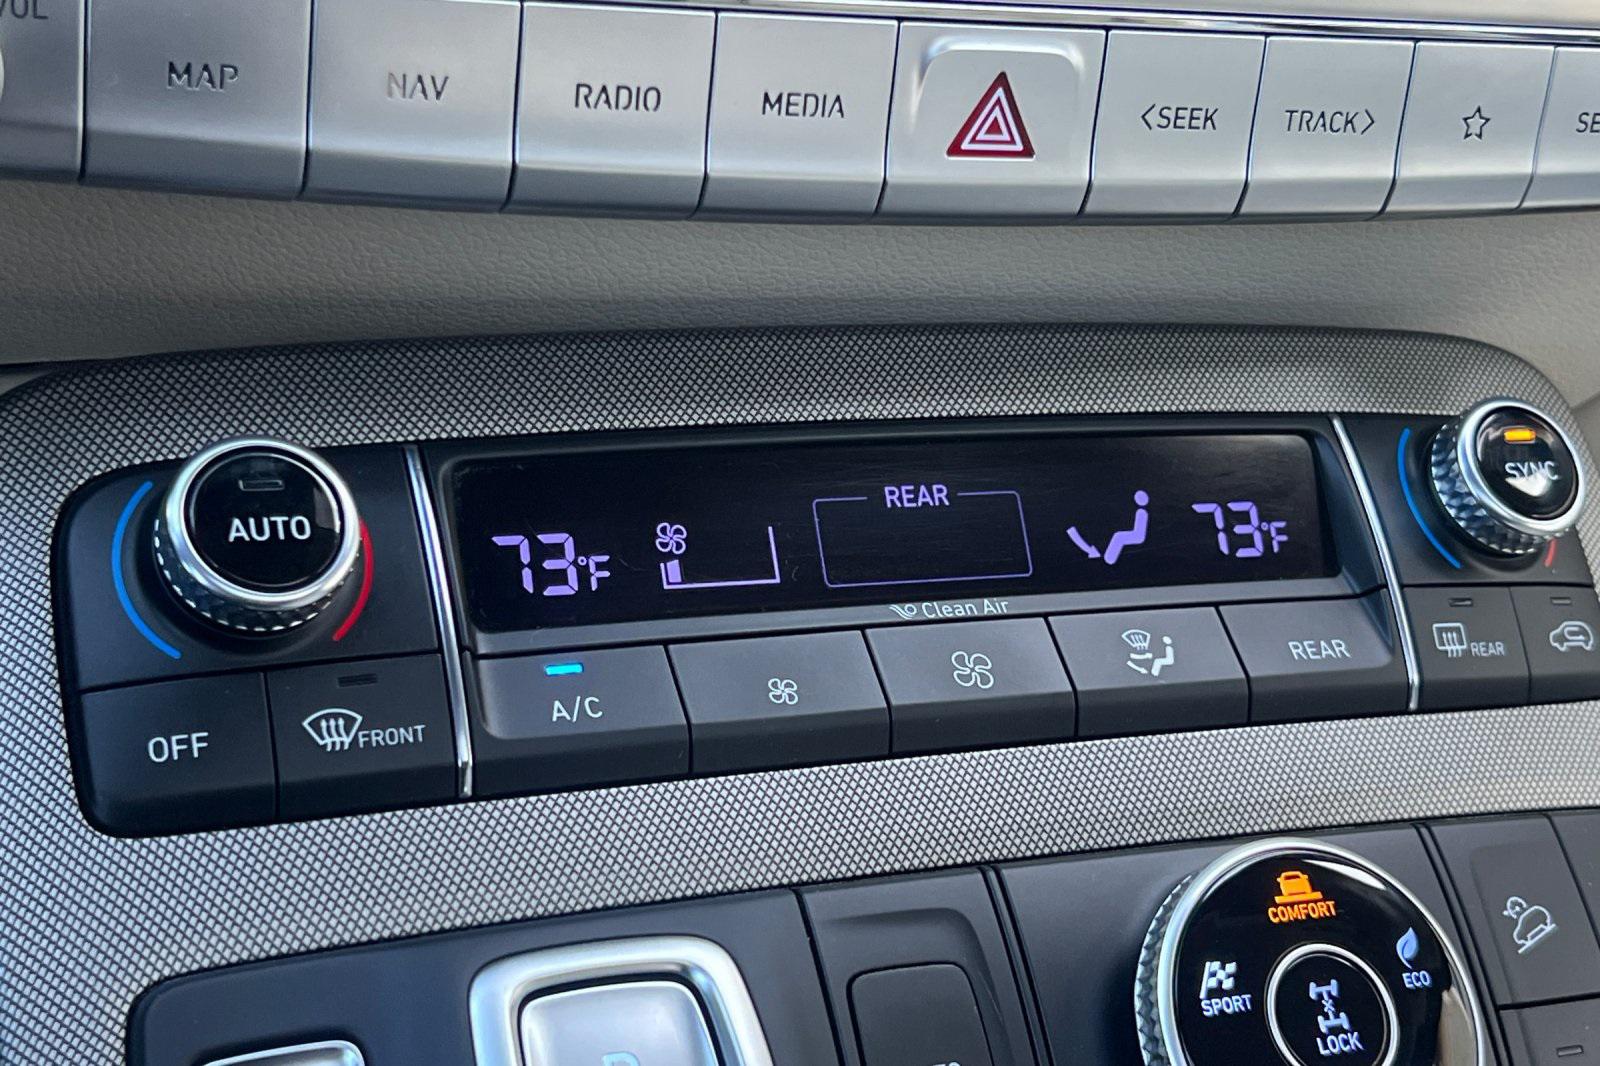 VOL
MAP
NAV
RADIO
MEDIA
<SEEK
TRACK>
AUTO
73°F
REAR
73°F
SYNC
Clean Air
OFF
FRONT
A/C
REAR
REAR
COMFORT
SPORT
ECO
LOCK